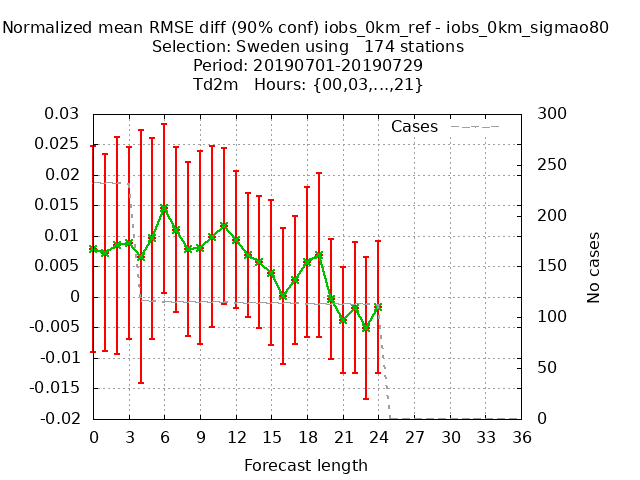 Normalized mean RMSE diff (90% conf) iobs_0km_ref - iobs_0km_sigmao80
Selection: Sweden using 174 stations
Period: 20190701-20190729
Td2m Hours: {00,03,...,21}
Cases
0.03
0.025
0.02
0.015
0.01
0.005
0
-0.005
-0.01
-0.015
-0.02
300
250
200
150
100
50
0
No cases
0 3 6 9 12 15 18 21 24 27 30 33 36
Forecast length